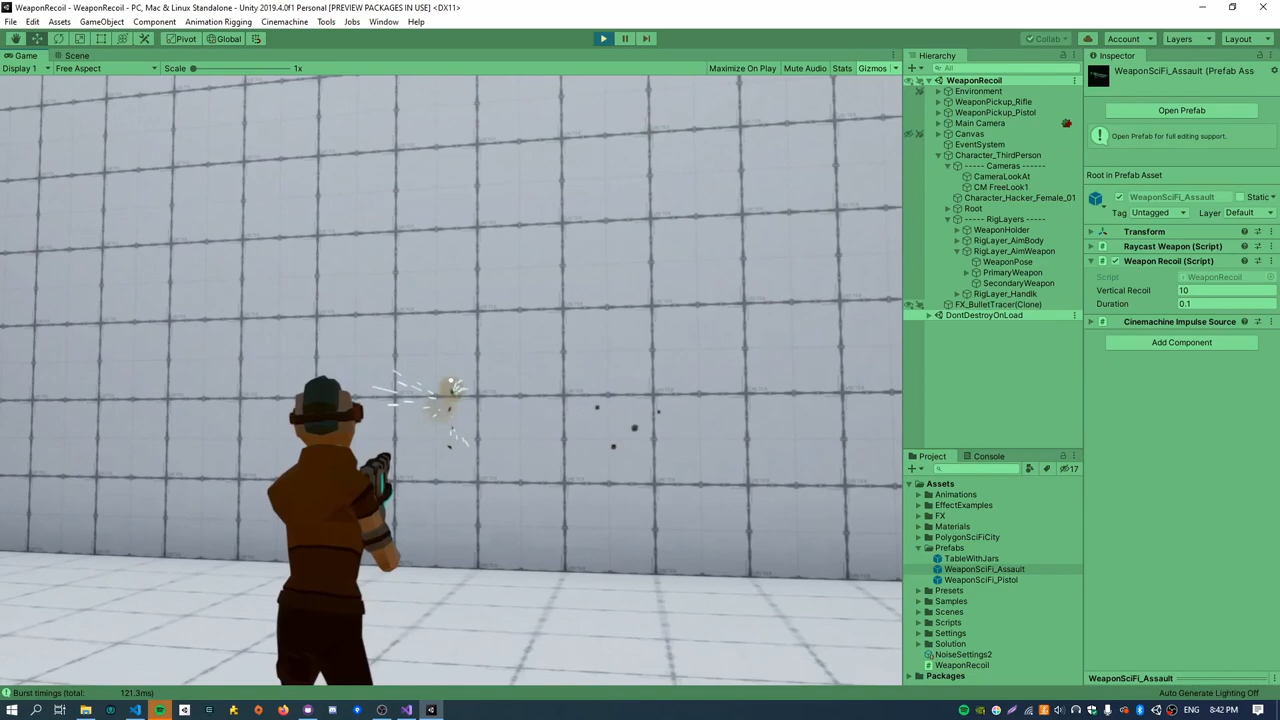 WeaponRecoil - WeaponRecoil - PC, Mac & Linux Standalone - Unity 2019.4.0f1 Personal [PREVIEW PACKAGES IN USE] <DX11>
File Edit Assets GameObject Component Animation Rigging Cinemachine Tools Jobs Window Help
Pivot Global Collab Account Layers Layout
Game Scene
Display 1 Free Aspect Scale 1x Maximize On Play Mute Audio Stats Gizmos
Hierarchy
All
WeaponRecoil
Environment
WeaponPickup_Rifle
WeaponPickup_Pistol
Main Camera
Canvas
EventSystem
Character_ThirdPerson
----- Cameras ------
CameraLookAt
CM FreeLook1
Character_Hacker_Female_01
Root
----- RigLayers -----
WeaponHolder
RigLayer_AimBody
RigLayer_AimWeapon
WeaponPose
PrimaryWeapon
SecondaryWeapon
RigLayer_HandIk
FX_BulletTracer(Clone)
DontDestroyOnLoad
Project Console
17
Assets
Animations
EffectExamples
FX
Materials
PolygonSciFiCity
Prefabs
TableWithJars
WeaponSciFi_Assault
WeaponSciFi_Pistol
Presets
Samples
Scenes
Scripts
Settings
Solution
NoiseSettings2
WeaponRecoil
Packages
Inspector
WeaponSciFi_Assault (Prefab Ass
Open Prefab
Open Prefab for full editing support.
Root in Prefab Asset
WeaponSciFi_Assault Static
Tag Untagged Layer Default
Transform
Raycast Weapon (Script)
Weapon Recoil (Script)
Script WeaponRecoil
Vertical Recoil 10
Duration 0.1
Cinemachine Impulse Source
Add Component
WeaponSciFi_Assault
Burst timings (total: 121.3ms)
Auto Generate Lighting Off
ENG 8:42 PM